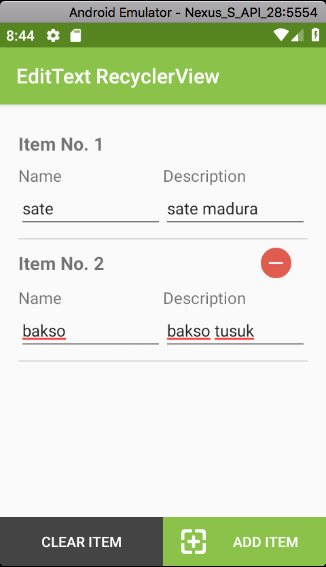 Android Emulator - Nexus_S_API_28:5554
8:44
EditText RecyclerView
Item No. 1
Name Description
sate sate madura
Item No. 2
Name Description
bakso bakso tusuk
CLEAR ITEM ADD ITEM